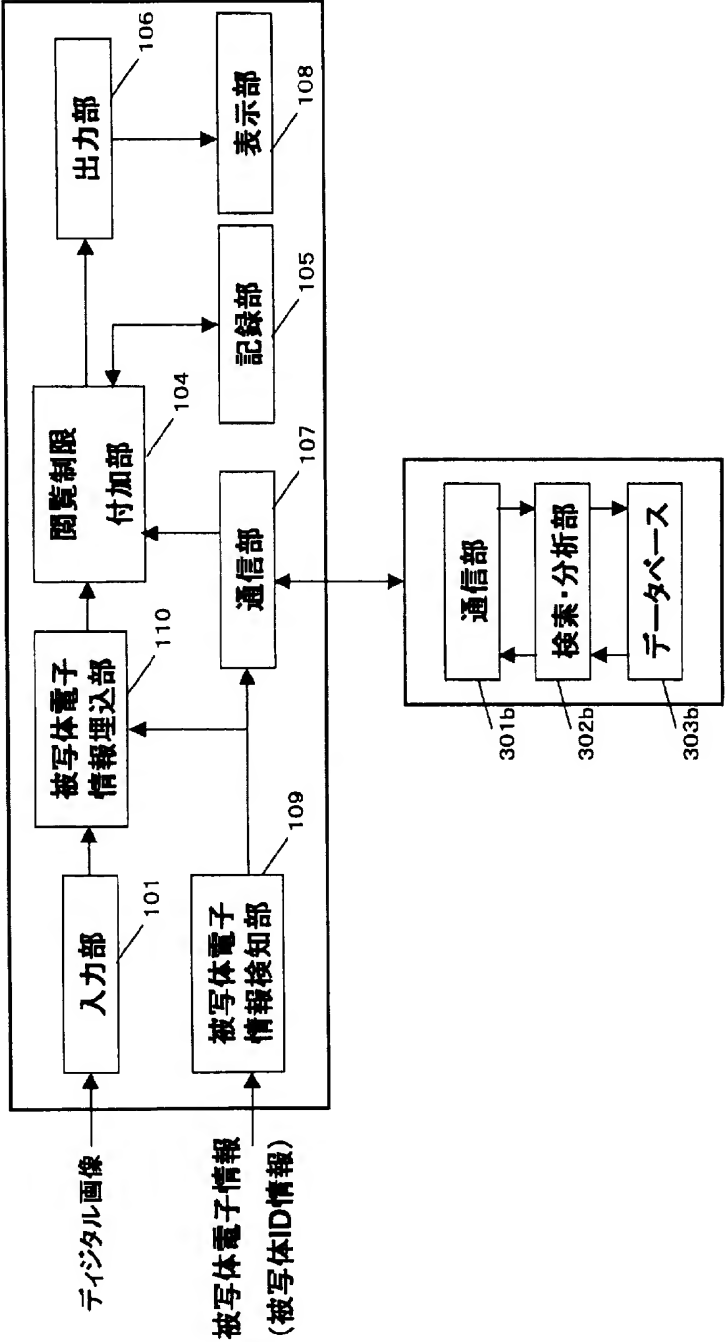 ディジタル画像
入力部
101
被写体電子
情報埋込部
110
閲覧制限
付加部
104
出力部
106
被写体電子情報
(被写体ID情報)
被写体電子
情報検知部
109
通信部
107
記録部
105
表示部
108
通信部
301b
検索・分析部
302b
データベース
303b